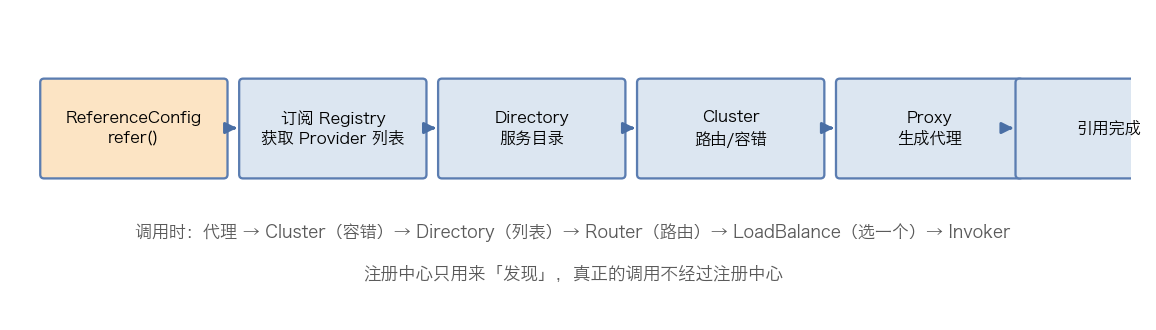 ReferenceConfig
refer()
订阅 Registry
获取 Provider 列表
Directory
服务目录
Cluster
路由/容错
Proxy
生成代理
引用完成
调用时：代理 → Cluster（容错）→ Directory（列表）→ Router（路由）→ LoadBalance（选一个）→ Invoker
注册中心只用来「发现」，真正的调用不经过注册中心